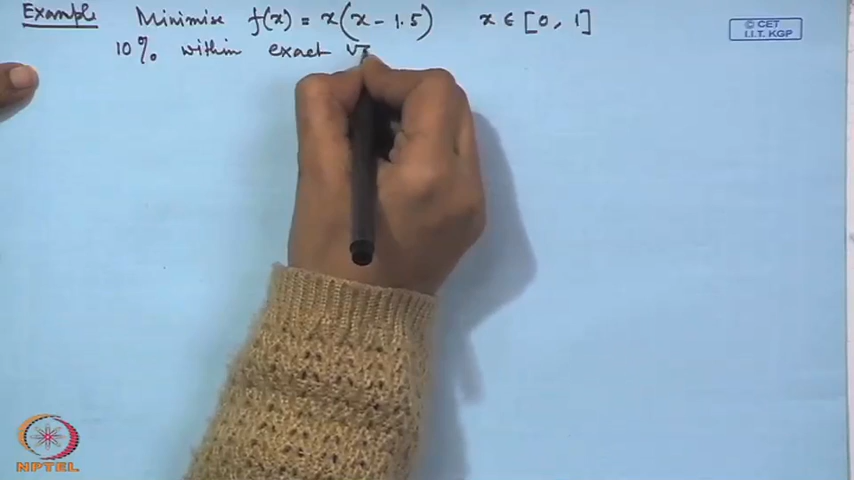 Example Minimise f(x) = x(x - 1.5) x ∈ [0, 1]
10% within exact
© CET
I.I.T. KGP
NPTEL